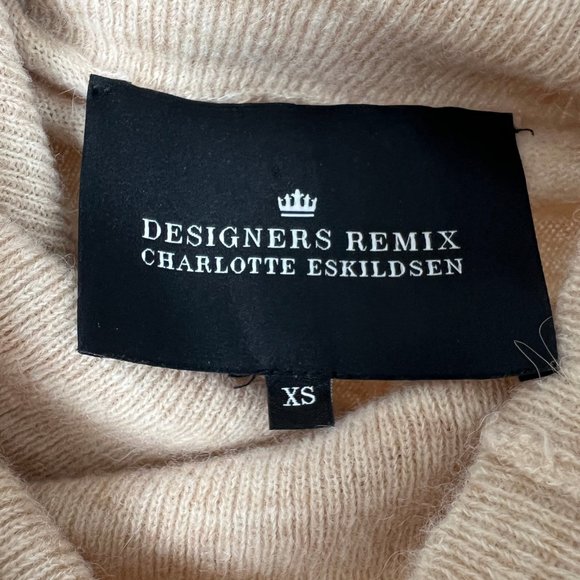 DESIGNERS REMIX
CHARLOTTE ESKILDSEN
XS